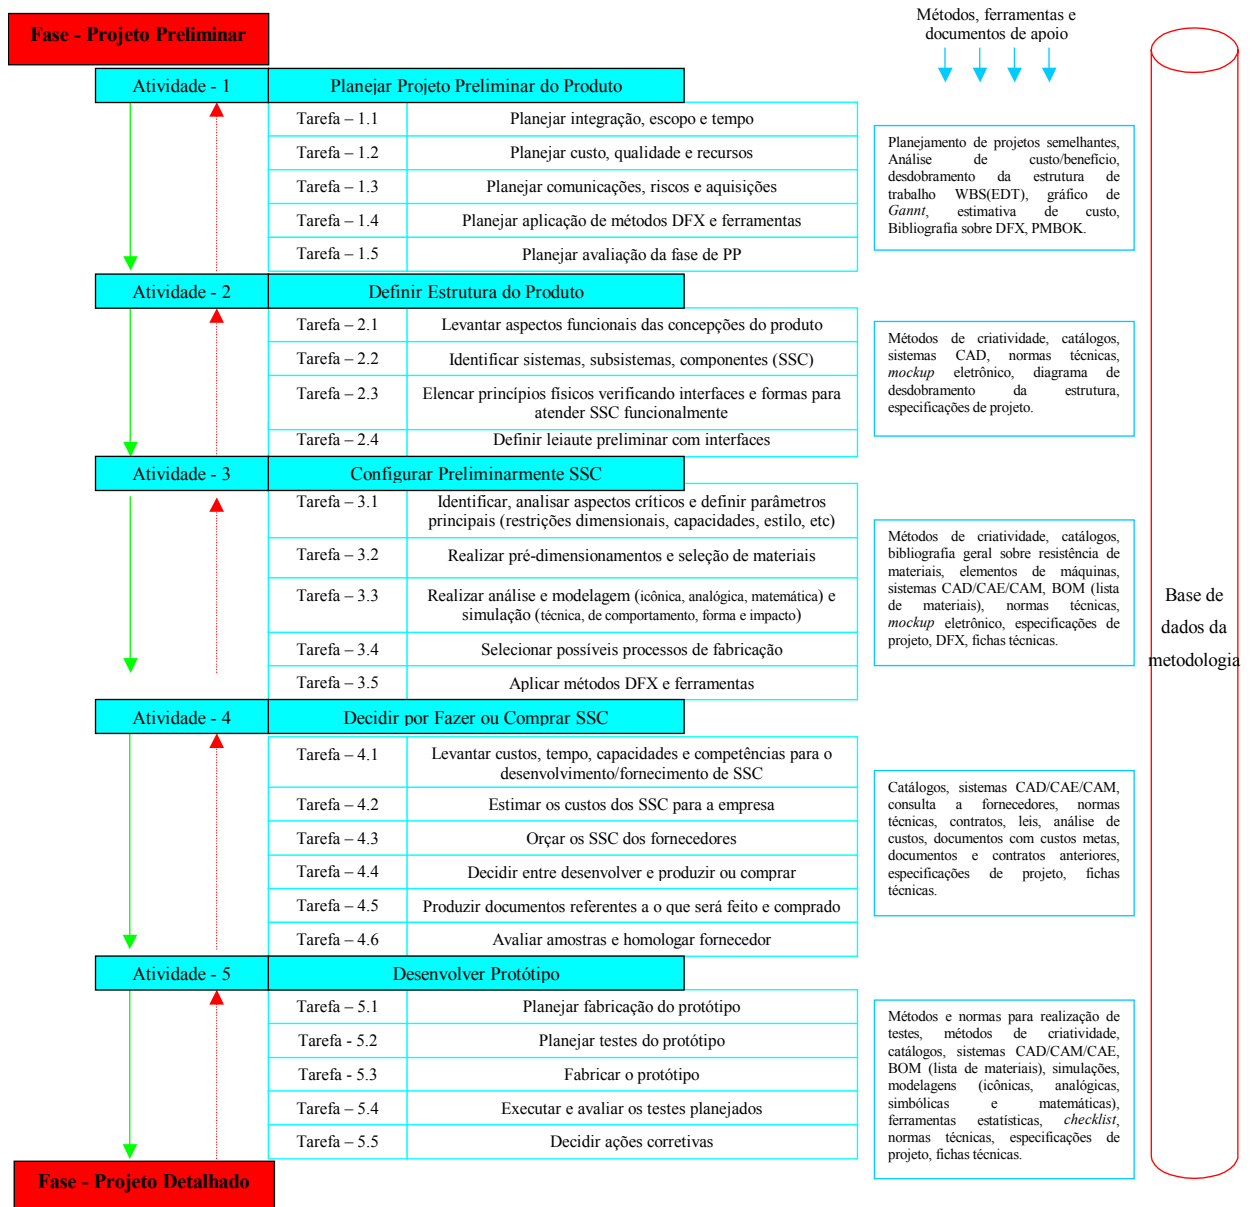 Fase - Projeto Preliminar
Métodos, ferramentas e
documentos de apoio
Atividade - 1
Planejar Projeto Preliminar do Produto
Tarefa – 1.1
Planejar integração, escopo e tempo
Tarefa – 1.2
Planejar custo, qualidade e recursos
Tarefa – 1.3
Planejar comunicações, riscos e aquisições
Tarefa – 1.4
Planejar aplicação de métodos DFX e ferramentas
Tarefa – 1.5
Planejar avaliação da fase de PP
Planejamento de projetos semelhantes,
Análise de custo/benefício,
desdobramento da estrutura de
trabalho WBS(EDT), gráfico de
Gannt, estimativa de custo,
Bibliografia sobre DFX, PMBOK.
Atividade - 2
Definir Estrutura do Produto
Tarefa – 2.1
Levantar aspectos funcionais das concepções do produto
Tarefa – 2.2
Identificar sistemas, subsistemas, componentes (SSC)
Tarefa – 2.3
Elencar princípios físicos verificando interfaces e formas para
atender SSC funcionalmente
Tarefa – 2.4
Definir leiaute preliminar com interfaces
Métodos de criatividade, catálogos,
sistemas CAD, normas técnicas,
mockup eletrônico, diagrama de
desdobramento da estrutura,
especificações de projeto.
Atividade - 3
Configurar Preliminarmente SSC
Tarefa – 3.1
Identificar, analisar aspectos críticos e definir parâmetros
principais (restrições dimensionais, capacidades, estilo, etc)
Tarefa – 3.2
Realizar pré-dimensionamentos e seleção de materiais
Tarefa – 3.3
Realizar análise e modelagem (icônica, analógica, matemática) e
simulação (técnica, de comportamento, forma e impacto)
Tarefa – 3.4
Selecionar possíveis processos de fabricação
Tarefa – 3.5
Aplicar métodos DFX e ferramentas
Métodos de criatividade, catálogos,
bibliografia geral sobre resistência de
materiais, elementos de máquinas,
sistemas CAD/CAE/CAM, BOM (lista
de materiais), normas técnicas,
mockup eletrônico, especificações de
projeto, DFX, fichas técnicas.
Base de
dados da
metodologia
Atividade - 4
Decidir por Fazer ou Comprar SSC
Tarefa – 4.1
Levantar custos, tempo, capacidades e competências para o
desenvolvimento/fornecimento de SSC
Tarefa – 4.2
Estimar os custos dos SSC para a empresa
Tarefa – 4.3
Orçar os SSC dos fornecedores
Tarefa – 4.4
Decidir entre desenvolver e produzir ou comprar
Tarefa – 4.5
Produzir documentos referentes a o que será feito e comprado
Tarefa – 4.6
Avaliar amostras e homologar fornecedor
Catálogos, sistemas CAD/CAE/CAM,
consulta a fornecedores, normas
técnicas, contratos, leis, análise de
custos, documentos com custos metas,
documentos e contratos anteriores,
especificações de projeto, fichas
técnicas.
Atividade - 5
Desenvolver Protótipo
Tarefa – 5.1
Planejar fabricação do protótipo
Tarefa - 5.2
Planejar testes do protótipo
Tarefa - 5.3
Fabricar o protótipo
Tarefa – 5.4
Executar e avaliar os testes planejados
Tarefa – 5.5
Decidir ações corretivas
Métodos e normas para realização de
testes, métodos de criatividade,
catálogos, sistemas CAD/CAM/CAE,
BOM (lista de materiais), simulações,
modelagens (icônicas, analógicas,
simbólicas e matemáticas),
ferramentas estatísticas, checklist,
normas técnicas, especificações de
projeto, fichas técnicas.
Fase - Projeto Detalhado